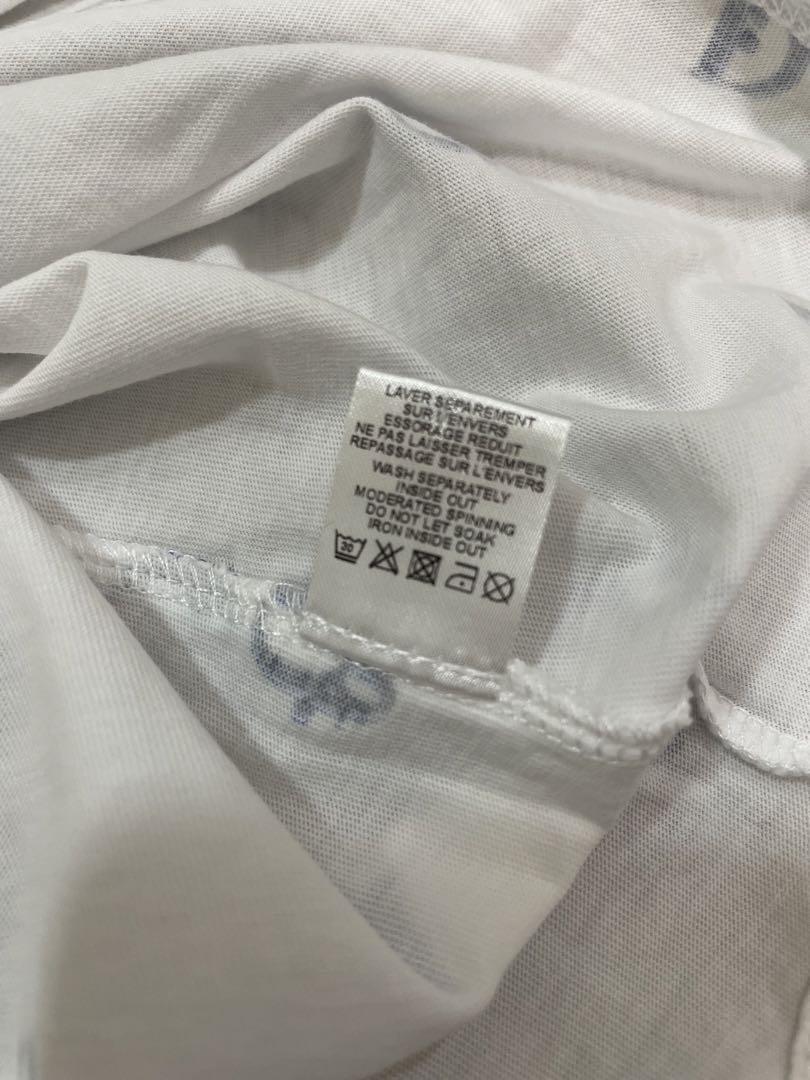 LAVER SEPAREMENT
SUR L'ENVERS
ESSORAGE REDUIT
NE PAS LAISSER TREMPER
REPASSAGE SUR L'ENVERS
WASH SEPARATELY
INSIDE OUT
MODERATED SPINNING
DO NOT LET SOAK
IRON INSIDE OUT
30